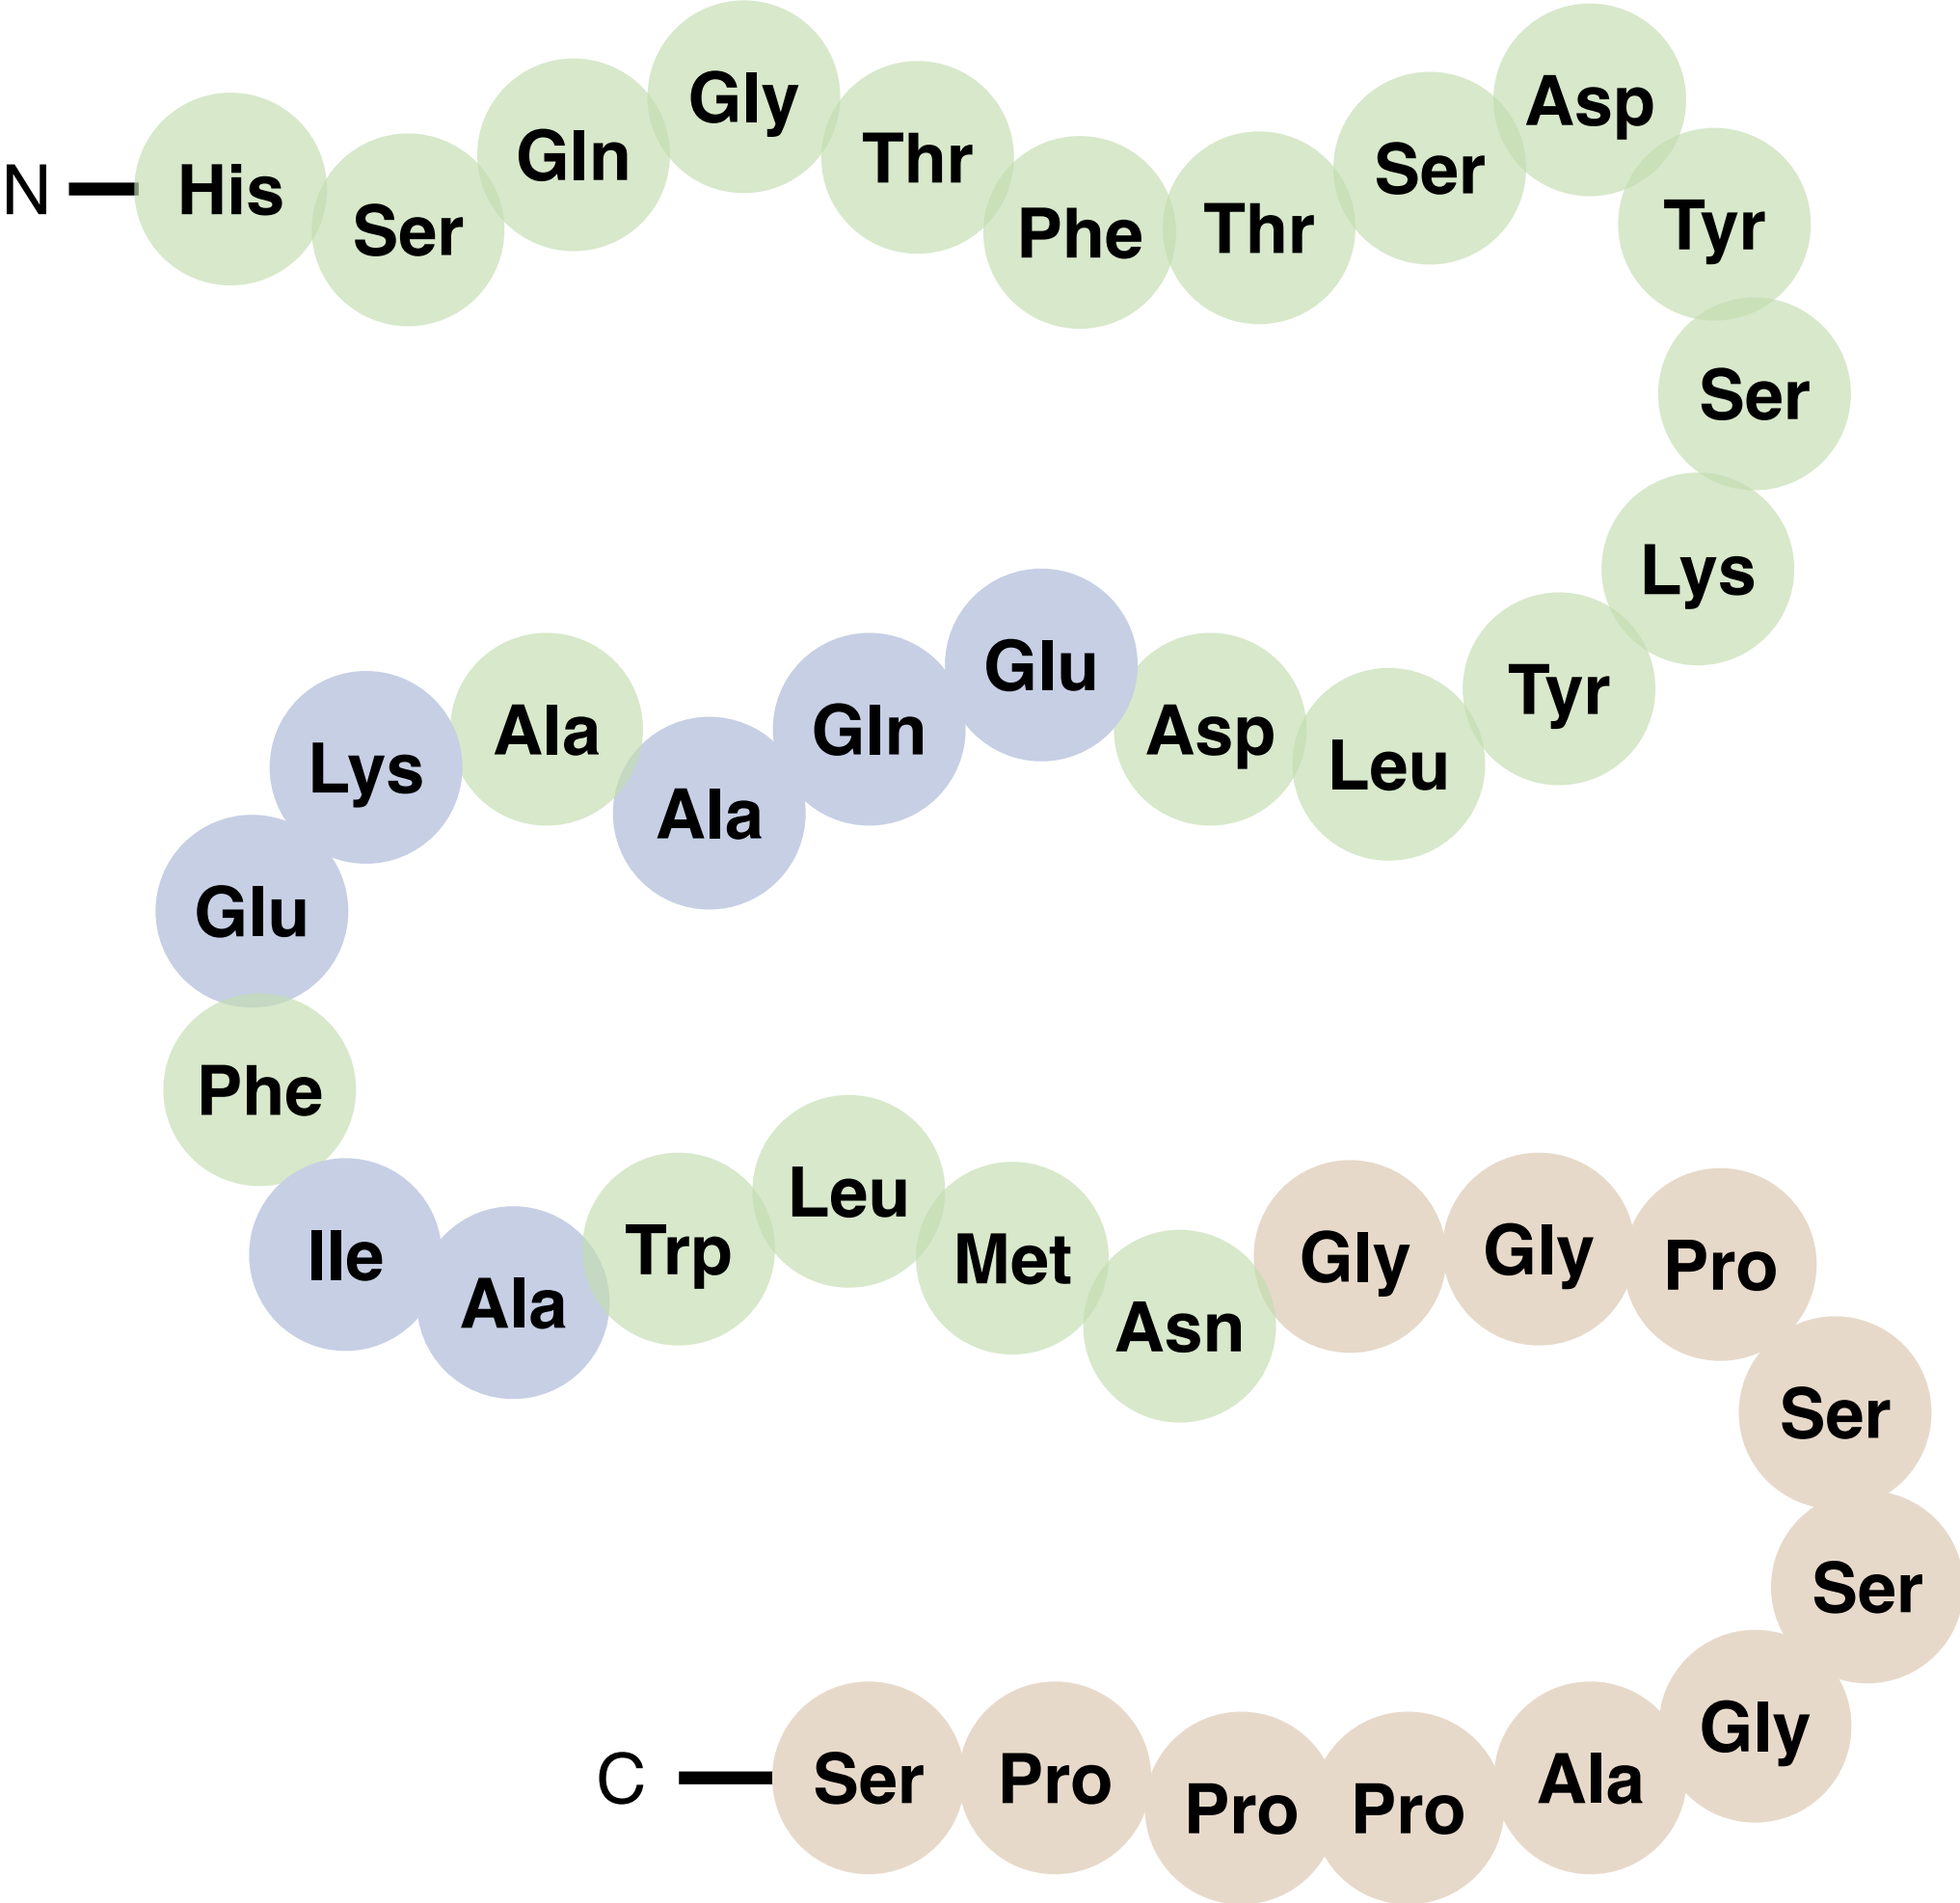 N
His
Ser
Gln
Gly
Thr
Phe
Thr
Ser
Asp
Tyr
Ser
Lys
Tyr
Leu
Asp
Glu
Gln
Ala
Ala
Lys
Glu
Phe
Ile
Ala
Trp
Leu
Met
Asn
Gly
Gly
Pro
Ser
Ser
Gly
Ala
Pro
Pro
Pro
Ser
C